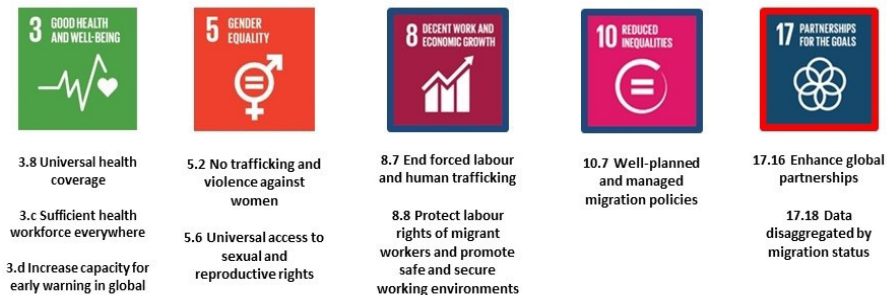 3 GOOD HEALTH
AND WELL-BEING
3.8 Universal health
coverage
3.c Sufficient health
workforce everywhere
3.d Increase capacity for
early warning in global
5 GENDER
EQUALITY
5.2 No trafficking and
violence against
women
5.6 Universal access to
sexual and
reproductive rights
8 DECENT WORK AND
ECONOMIC GROWTH
8.7 End forced labour
and human trafficking
8.8 Protect labour
rights of migrant
workers and promote
safe and secure
working environments
10 REDUCED
INEQUALITIES
10.7 Well-planned
and managed
migration policies
17 PARTNERSHIPS
FOR THE GOALS
17.16 Enhance global
partnerships
17.18 Data
disaggregated by
migration status